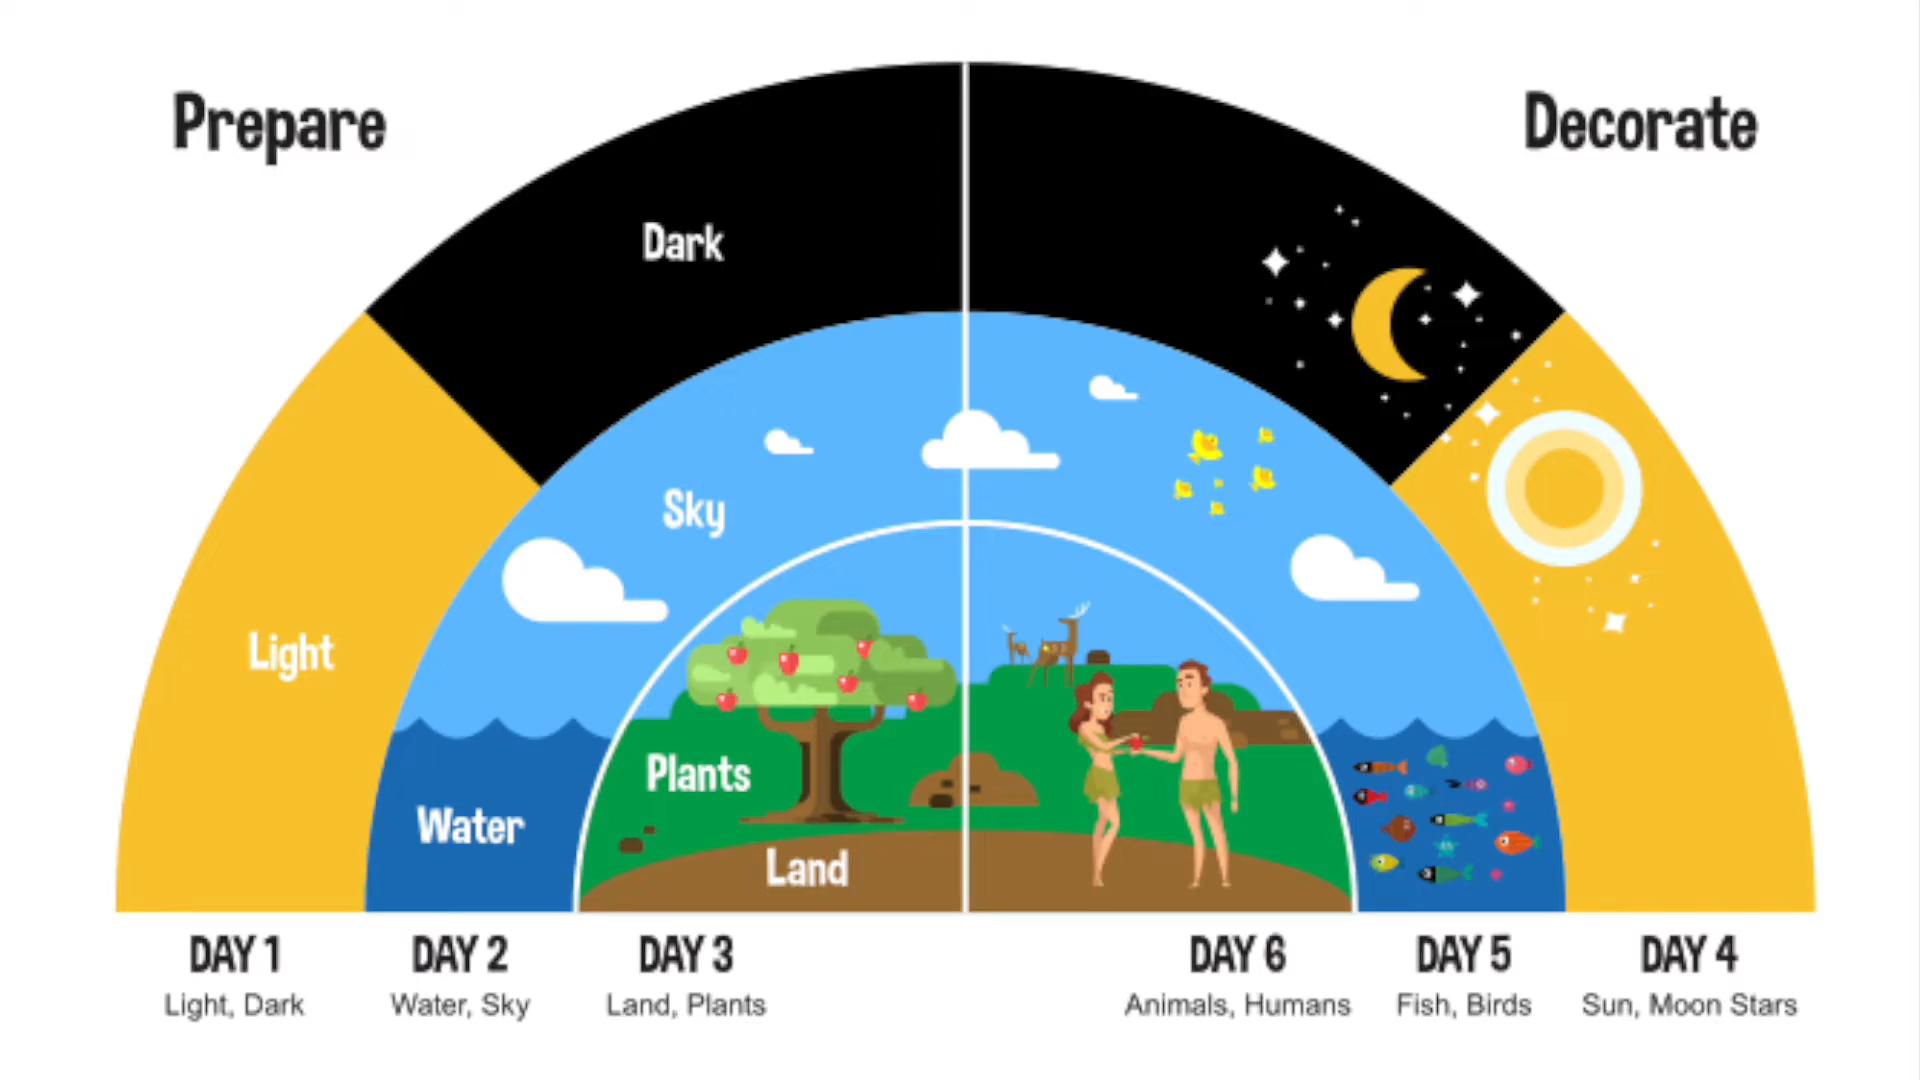 Prepare
Decorate
Dark
Sky
Light
Plants
Water
Land
DAY 1
DAY 2
DAY 3
DAY 6
DAY 5
DAY 4
Light, Dark
Water, Sky
Land, Plants
Animals, Humans
Fish, Birds
Sun, Moon Stars